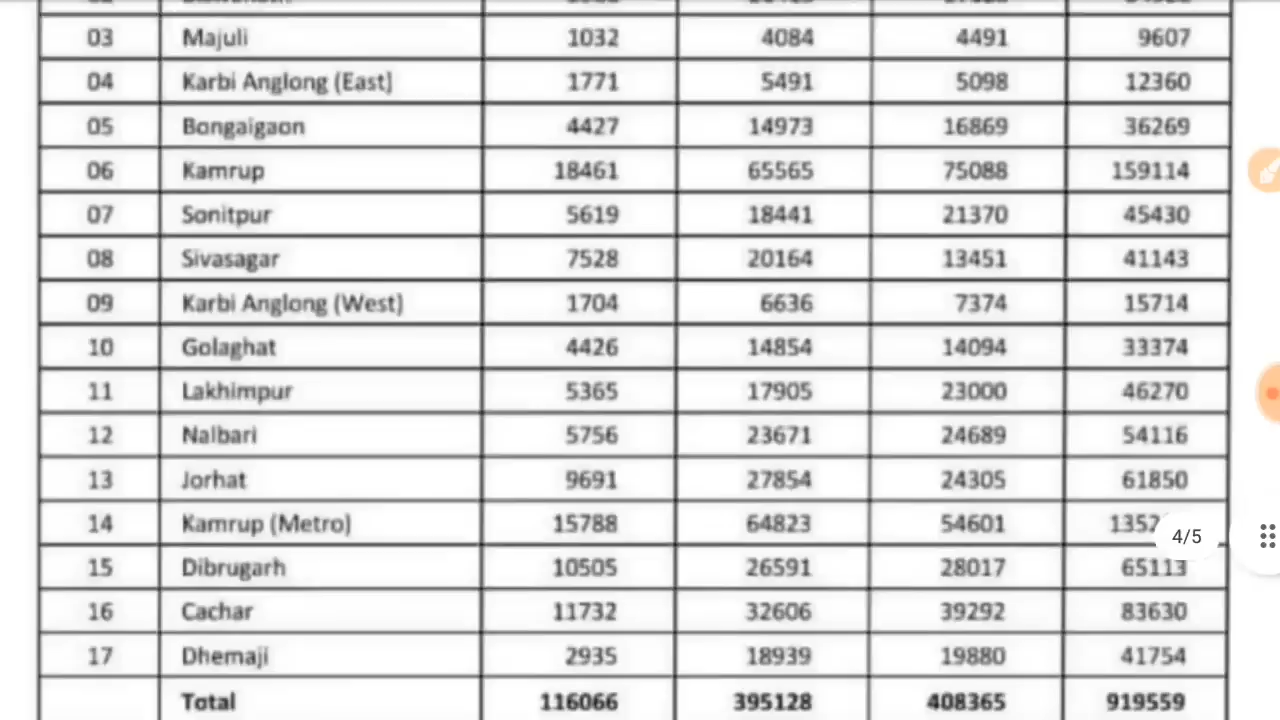 03 Majuli 1032 4084 4491 9607
04 Karbi Anglong (East] 1771 5491 5098 12360
05 Bongaigaon 4427 14973 16869 36269
06 Kamrup 18461 65565 75088 159114
07 Sonitpur 5619 18441 21370 45430
08 Sivasagar 7528 20164 13451 41143
09 Karbi Anglong (West] 1704 6636 7374 15714
10 Golaghat 4426 14854 14094 33374
11 Lakhimpur 5365 17905 23000 46270
12 Nalbari 5756 23671 24689 54116
13 Jorhat 9691 27854 24305 61850
14 Kamrup (Metro] 15788 64823 54601
4/5
15 Dibrugarh 10505 26591 28017 65113
16 Cachar 11732 32606 39292 83630
17 Dhemaji 2935 18939 19880 41754
Total 116066 395128 408365 919559